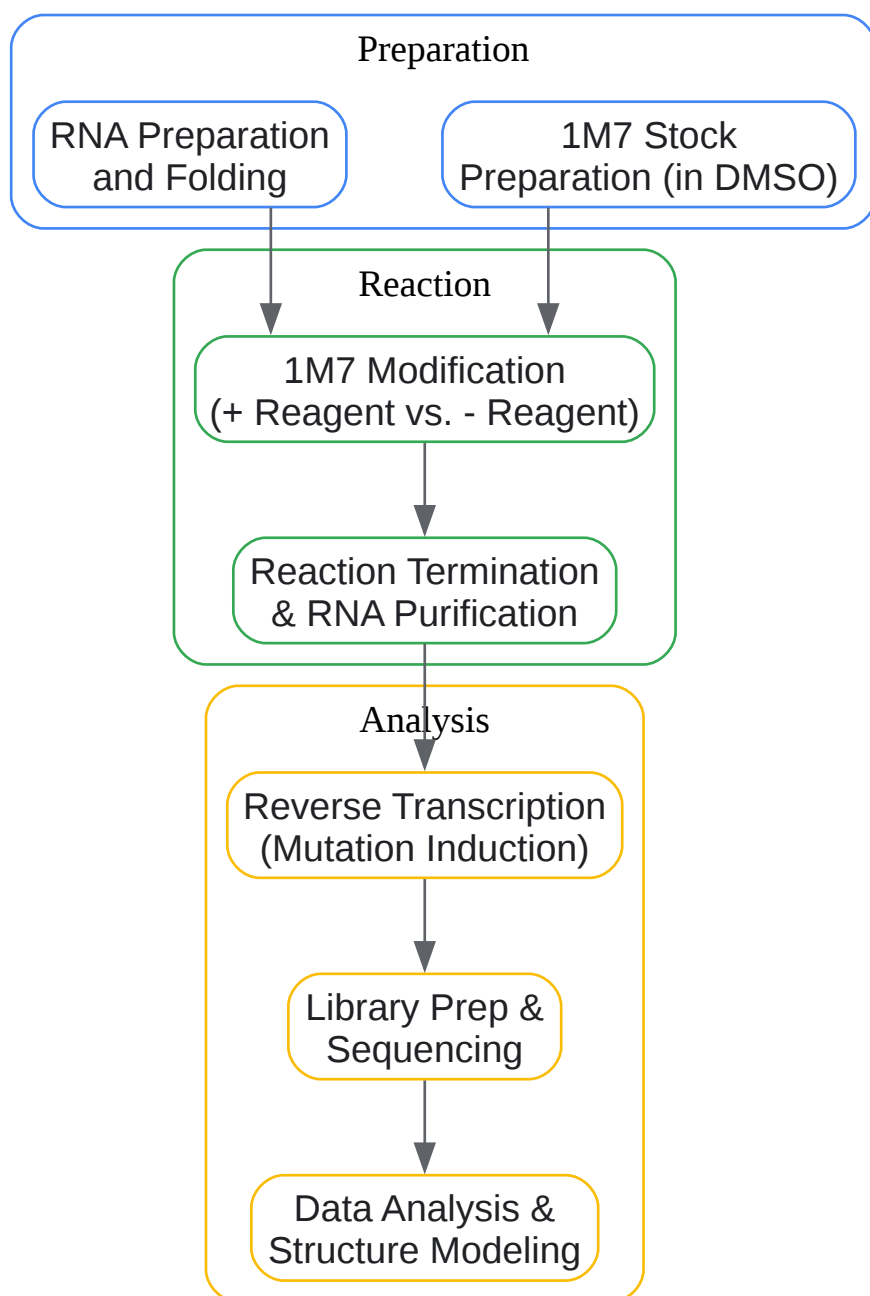 Preparation
RNA Preparation
and Folding
1M7 Stock
Preparation (in DMSO)
Reaction
1M7 Modification
(+ Reagent vs. - Reagent)
Reaction Termination
& RNA Purification
Analysis
Reverse Transcription
(Mutation Induction)
Library Prep &
Sequencing
Data Analysis &
Structure Modeling